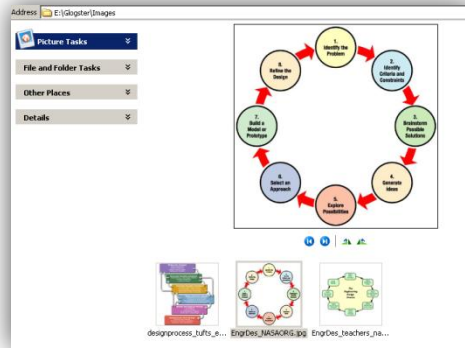 Address E:\Glogster\Images
Picture Tasks
File and Folder Tasks
Other Places
Details
1.
Identify the
Problem
2.
Identify
Criteria and
Constraints
3.
Brainstorm
Possible
Solutions
4.
Generate
Ideas
5.
Explore
Possibilities
6.
Select an
Approach
7.
Build a
Model or
Prototype
8.
Refine the
Design
designprocess_tufts_e...
EngrDes_NASAORG.jpg
EngrDes_teachers_na...